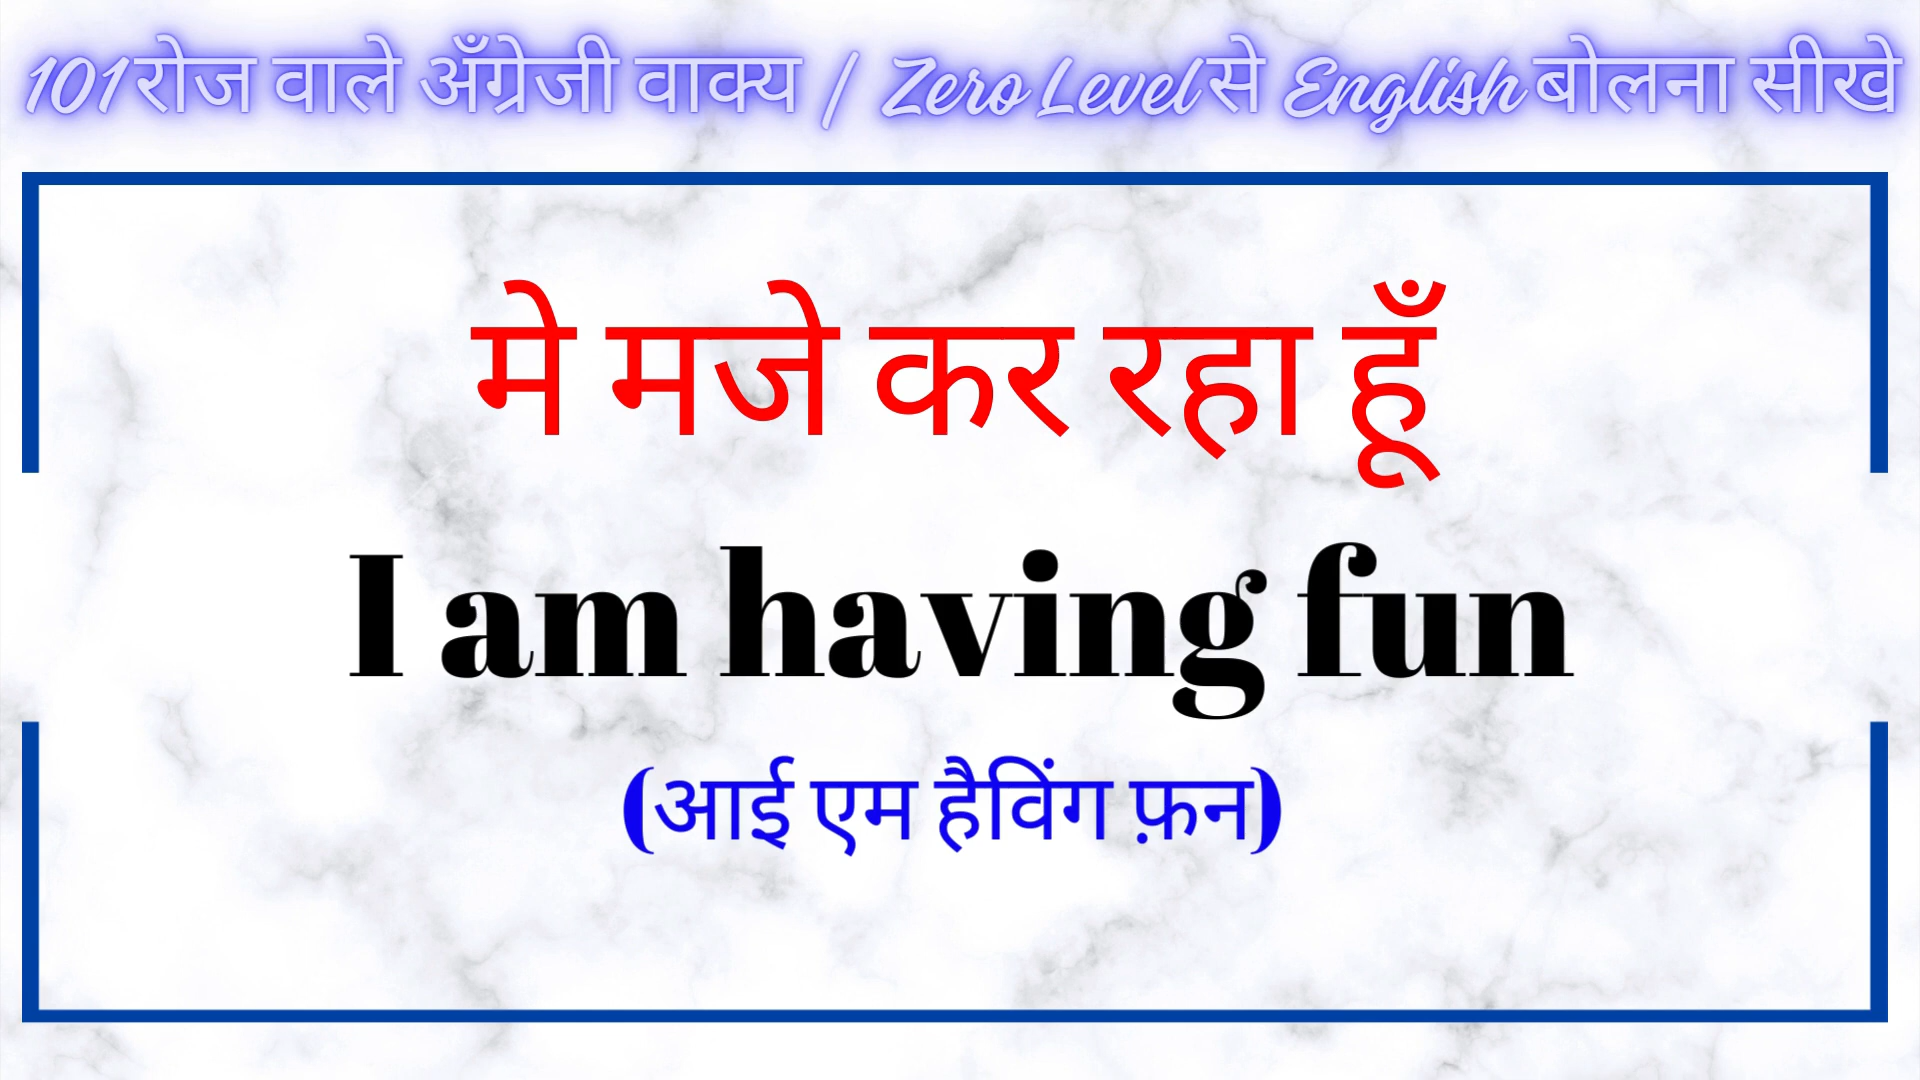 101 रोज वाले अँग्रेजी वाक्य / Zero Level से English बोलना सीखे
मे मजे कर रहा हूँ
I am having fun
(आई एम हैविंग फ़न)